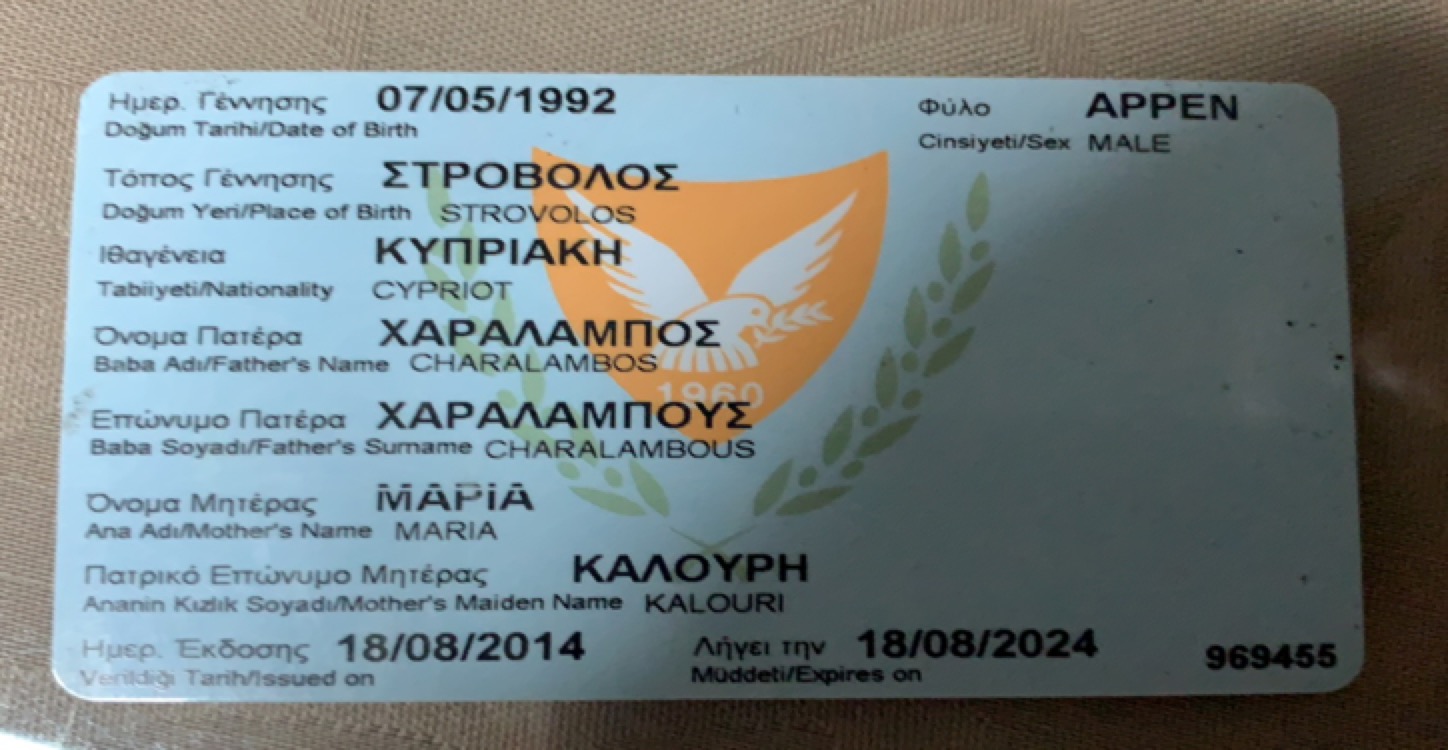 Ημερ. Γέννησης 07/05/1992 Φύλο ΑΡΡΕΝ
Doğum Tarihi/Date of Birth Cinsiyeti/Sex MALE
Τόπος Γέννησης ΣΤΡΟΒΟΛΟΣ
Doğum Yeri/Place of Birth STROVOLOS
Ιθαγένεια ΚΥΠΡΙΑΚΗ
Tabiiyeti/Nationality CYPRIOT
Όνομα Πατέρα ΧΑΡΑΛΑΜΠΟΣ
Baba Adı/Father's Name CHARALAMBOS
1960
Επώνυμο Πατέρα ΧΑΡΑΛΑΜΠΟΥΣ
Baba Soyadı/Father's Surname CHARALAMBOUS
Όνομα Μητέρας ΜΑΡΙΑ
Ana Adı/Mother's Name MARIA
Πατρικό Επώνυμο Μητέρας ΚΑΛΟΥΡΗ
Ananin Kızlık Soyadı/Mother's Maiden Name KALOURI
Ημερ. Έκδοσης 18/08/2014 Λήγει την 18/08/2024 969455
Verildiği Tarih/Issued on Müddeti/Expires on